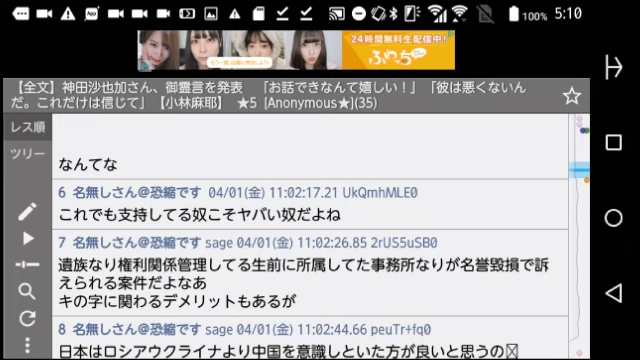 100% 5:10
24時間無料生配信中!
ふわっち
【全文】神田沙也加さん、御霊言を発表　「お話できなんて嬉しい！」「彼は悪くないん
だ。これだけは信じて」【小林麻耶】 ★5 [Anonymous★](35)
レス順
ツリー
なんてな
6 名無しさん＠恐縮です 04/01(金) 11:02:17.21 UkQmhMLE0
これでも支持してる奴こそヤバい奴だよね
7 名無しさん＠恐縮です sage 04/01(金) 11:02:26.85 2rUS5uSB0
遺族なり権利関係管理してる生前に所属してた事務所なりが名誉毀損で訴
えられる案件だよなあ
キの字に関わるデメリットもあるが
8 名無しさん＠恐縮です sage 04/01(金) 11:02:44.66 peuTr+fq0
日本はロシアウクライナより中国を意識しといた方が良いと思うの